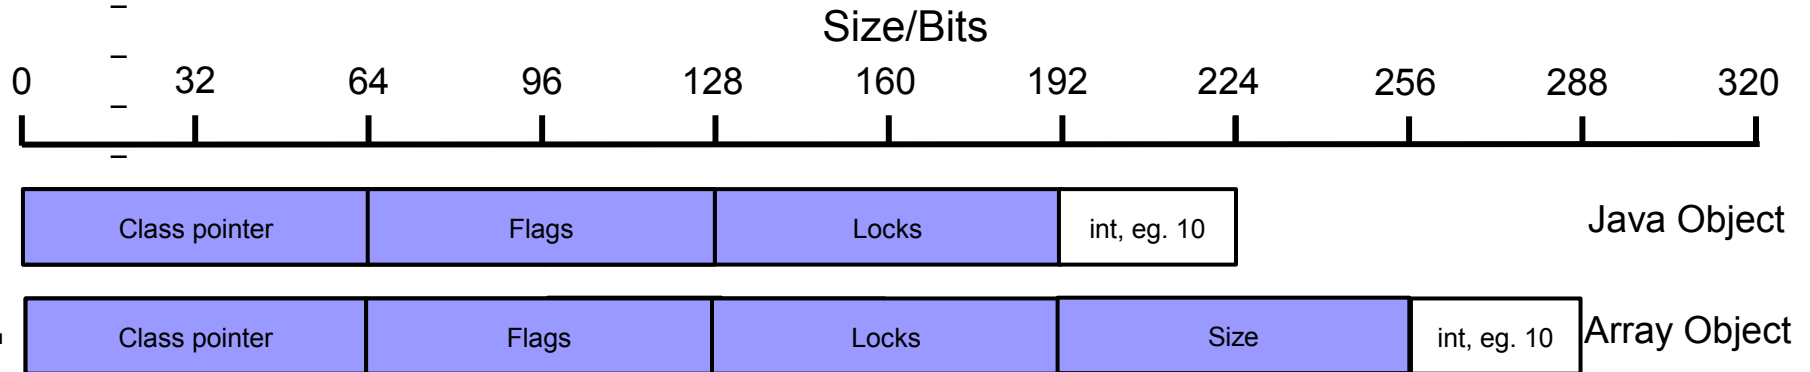 Size/Bits
0 32 64 96 128 160 192 224 256 288 320
Class pointer Flags Locks int, eg. 10 Java Object
Class pointer Flags Locks Size int, eg. 10 Array Object